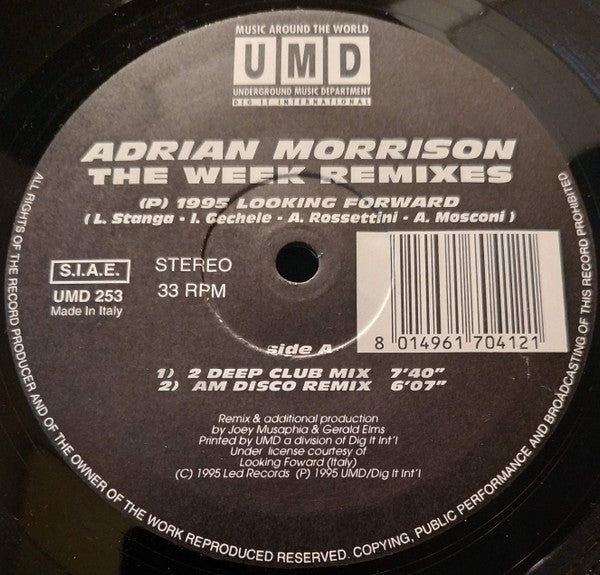 MUSIC AROUND THE WORLD
UMD
UNDERGROUND MUSIC DEPARTMENT
DIG IT INTERNATIONAL
ADRIAN MORRISON
THE WEEK REMIXES
(P) 1995 LOOKING FORWARD
( L. Stanga - I. Gechele - A. Rossettini - A. Mosconi )
S.I.A.E.
UMD 253
Made In Italy
STEREO
33 RPM
8 014961 704121
side A
1) 2 DEEP CLUB MIX 7'40"
2) AM DISCO REMIX 6'07"
Remix & additional production
by Joey Musaphia & Gerald Elms
Printed by UMD a division of Dig It Int'l
Under license courtesy of
Looking Foward (Italy)
(C) 1995 Led Records (P) 1995 UMD/Dig It Int'l
ALL RIGHTS OF THE RECORD PRODUCER AND OF THE OWNER OF THE WORK REPRODUCED RESERVED. COPYING, PUBLIC PERFORMANCE AND BROADCASTING OF THIS RECORD PROHIBITED